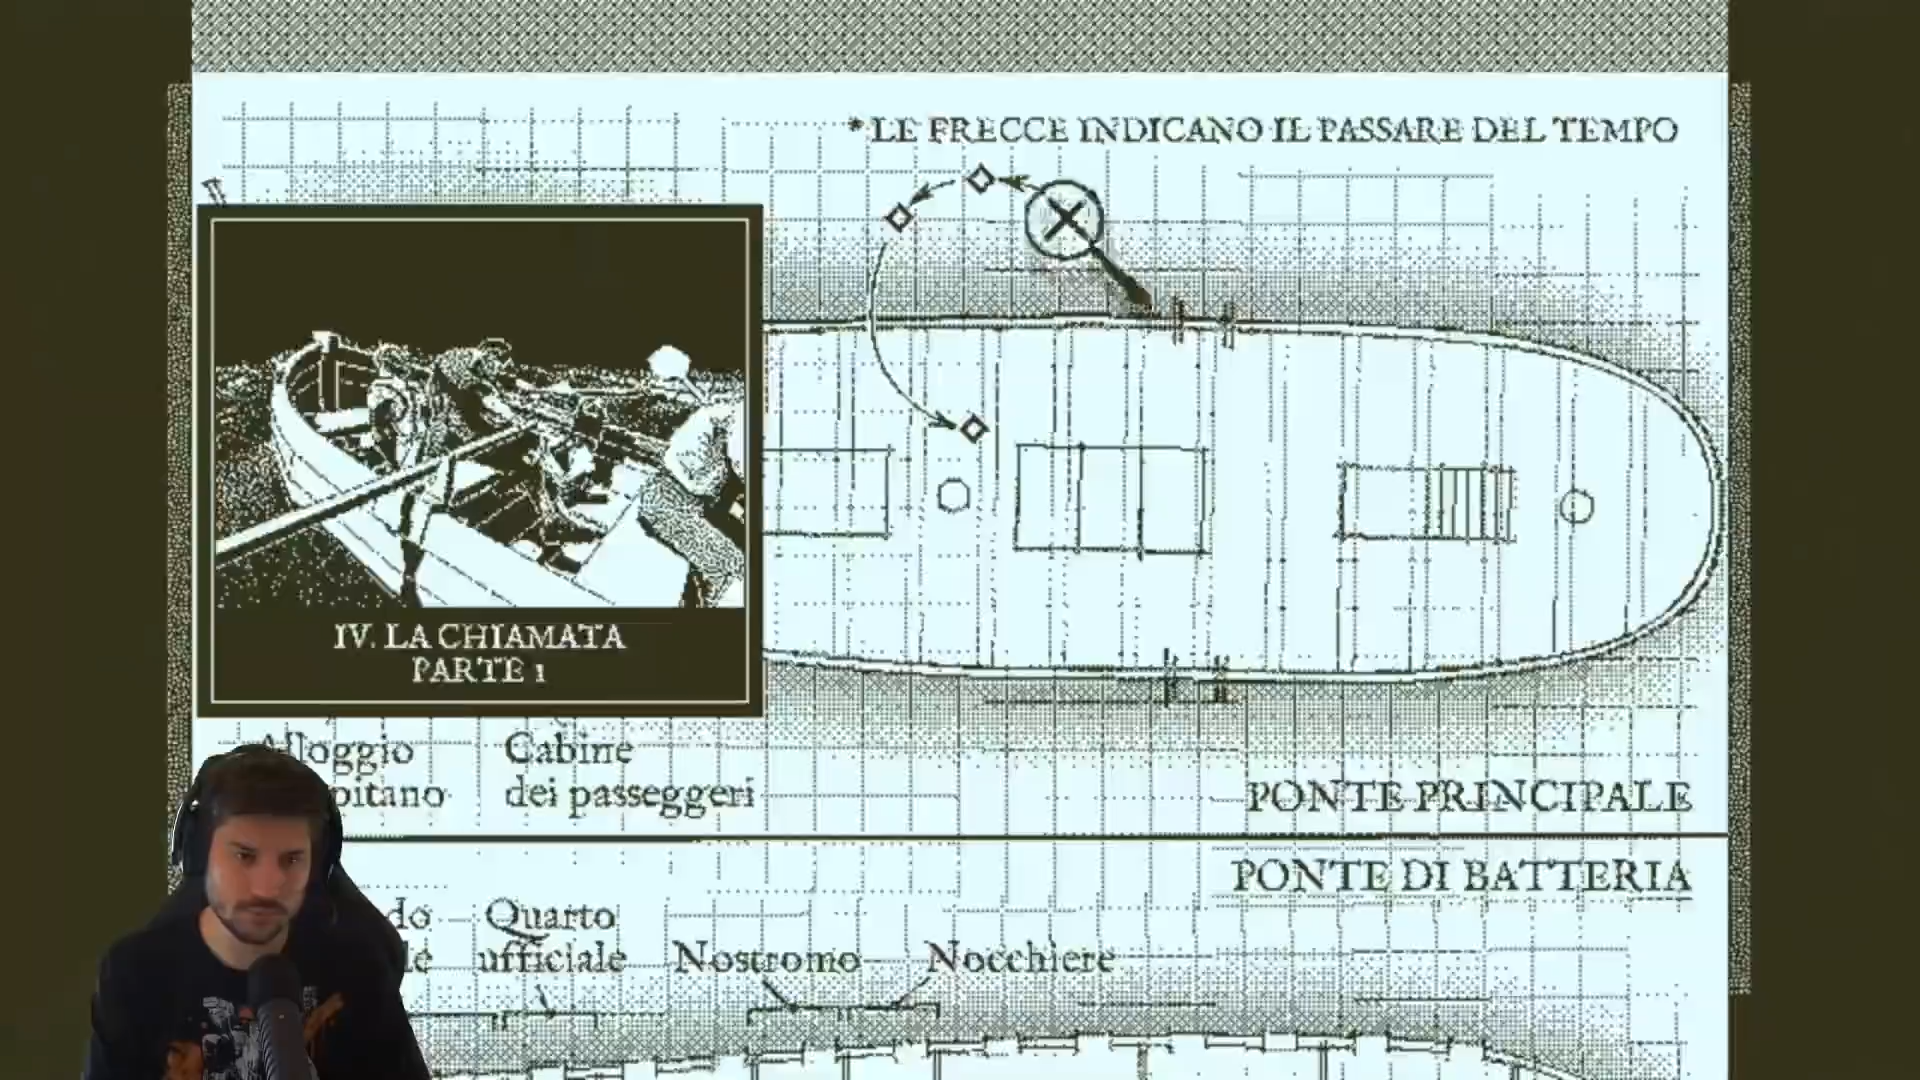 * LE FRECCE INDICANO IL PASSARE DEL TEMPO
IV. LA CHIAMATA
PARTE 1
Alloggio
Cabine
dei passeggeri
PONTE PRINCIPALE
PONTE DI BATTERIA
Quarto
ufficiale
Nostromo
Nocchiere